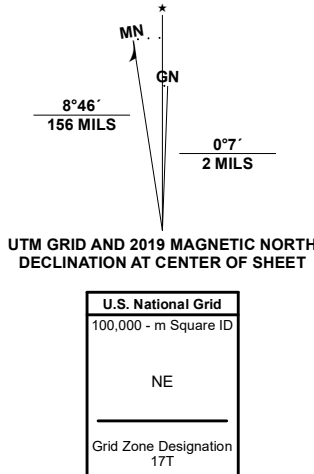 ★
MN
GN
8°46´
156 MILS
0°7´
2 MILS
UTM GRID AND 2019 MAGNETIC NORTH
DECLINATION AT CENTER OF SHEET
U.S. National Grid
100,000 - m Square ID
NE
Grid Zone Designation
17T